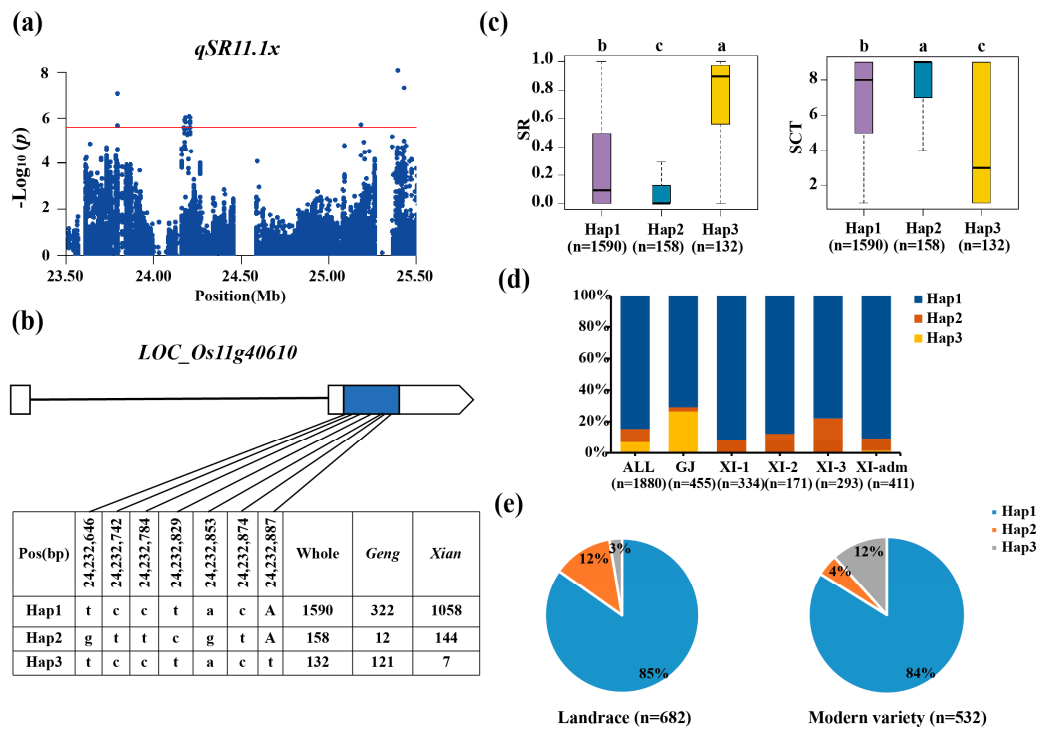 (a)
qSR11.1x
8
6
4
2
0
-Log10 (p)
23.50 24.00 24.50 25.00 25.50
Position(Mb)
(b)
LOC_Os11g40610
Pos(bp) 24,232,646 24,232,742 24,232,784 24,232,829 24,232,853 24,232,874 24,232,887 Whole Geng Xian
Hap1 t c c t a c A 1590 322 1058
Hap2 g t t c g t A 158 12 144
Hap3 t c c t a c t 132 121 7
(c)
b c a
1.0
0.8
0.6
0.4
0.2
0.0
SR
Hap1 Hap2 Hap3
(n=1590) (n=158) (n=132)
b a c
8
6
4
2
SCT
Hap1 Hap2 Hap3
(n=1590) (n=158) (n=132)
(d)
100%
80%
60%
40%
20%
0%
Hap1
Hap2
Hap3
ALL GJ XI-1 XI-2 XI-3 XI-adm
(n=1880) (n=455) (n=334) (n=171) (n=293) (n=411)
(e)
Hap1
Hap2
Hap3
3%
12%
85%
Landrace (n=682)
12%
4%
84%
Modern variety (n=532)